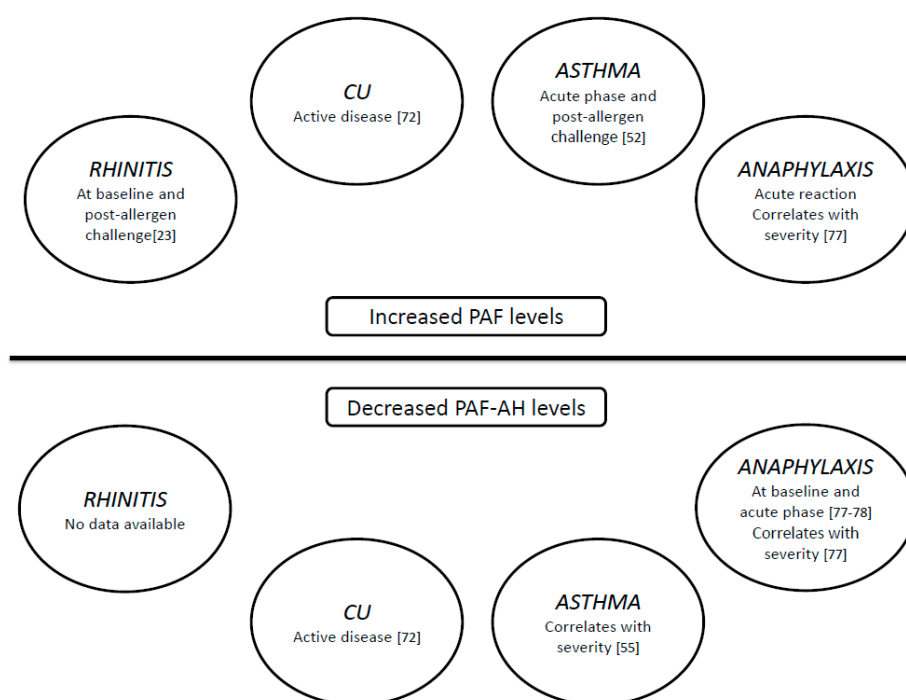 CU
Active disease [72]
ASTHMA
Acute phase and
post-allergen
challenge [52]
RHINITIS
At baseline and
post-allergen
challenge[23]
ANAPHYLAXIS
Acute reaction
Correlates with
severity [77]
Increased PAF levels
Decreased PAF-AH levels
RHINITIS
No data available
ANAPHYLAXIS
At baseline and
acute phase [77-78]
Correlates with
severity [77]
CU
Active disease [72]
ASTHMA
Correlates with
severity [55]